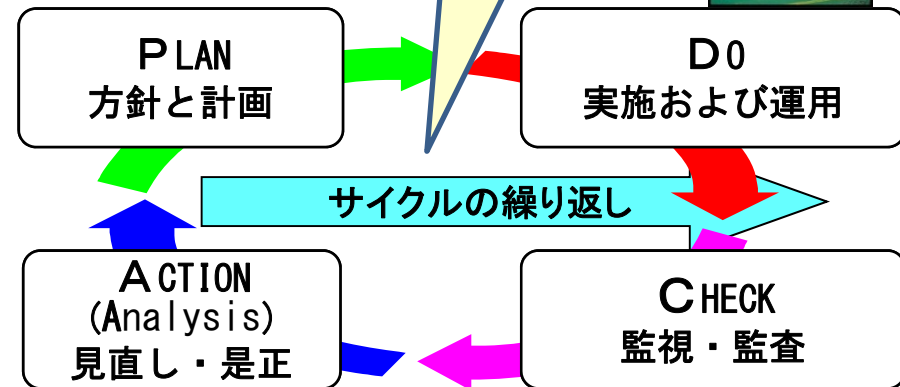 PLAN
方針と計画
DO
実施および運用
サイクルの繰り返し
ACTION
(Analysis)
見直し・是正
CHECK
監視・監査